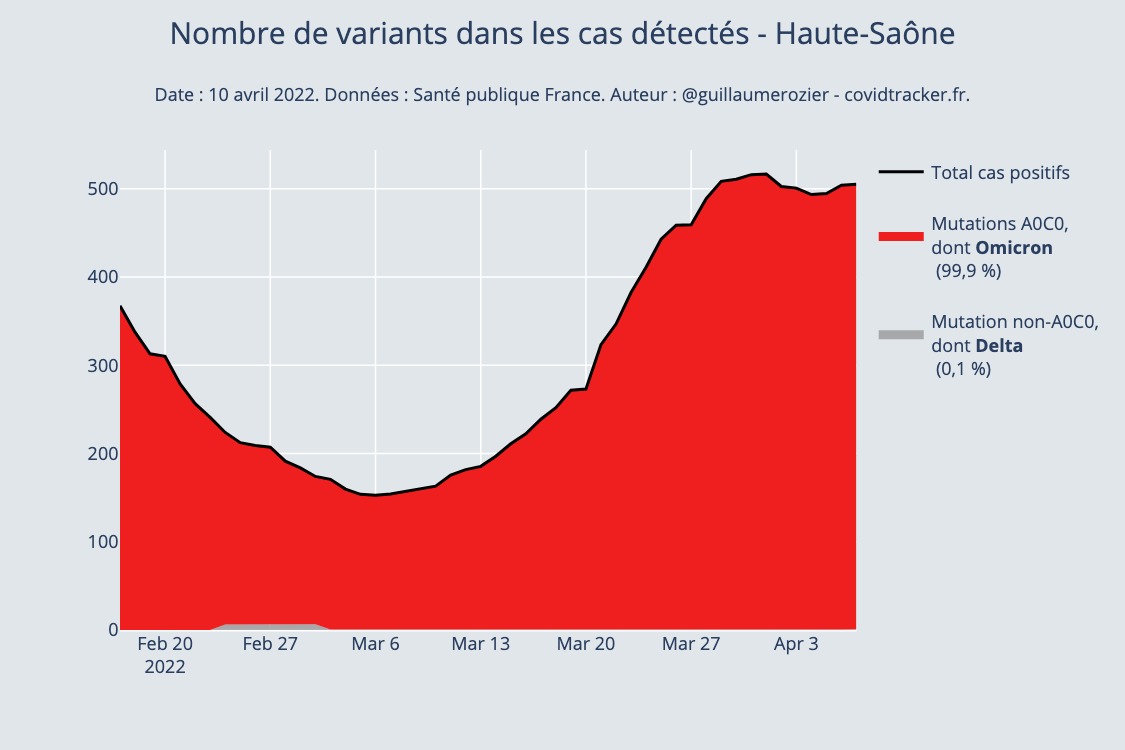 Nombre de variants dans les cas détectés - Haute-Saône
Date : 10 avril 2022. Données : Santé publique France. Auteur : @guillaumerozier - covidtracker.fr.
500
400
300
200
100
0
Feb 20
2022
Feb 27
Mar 6
Mar 13
Mar 20
Mar 27
Apr 3
Total cas positifs
Mutations A0C0,
dont Omicron
(99,9 %)
Mutation non-A0C0,
dont Delta
(0,1 %)